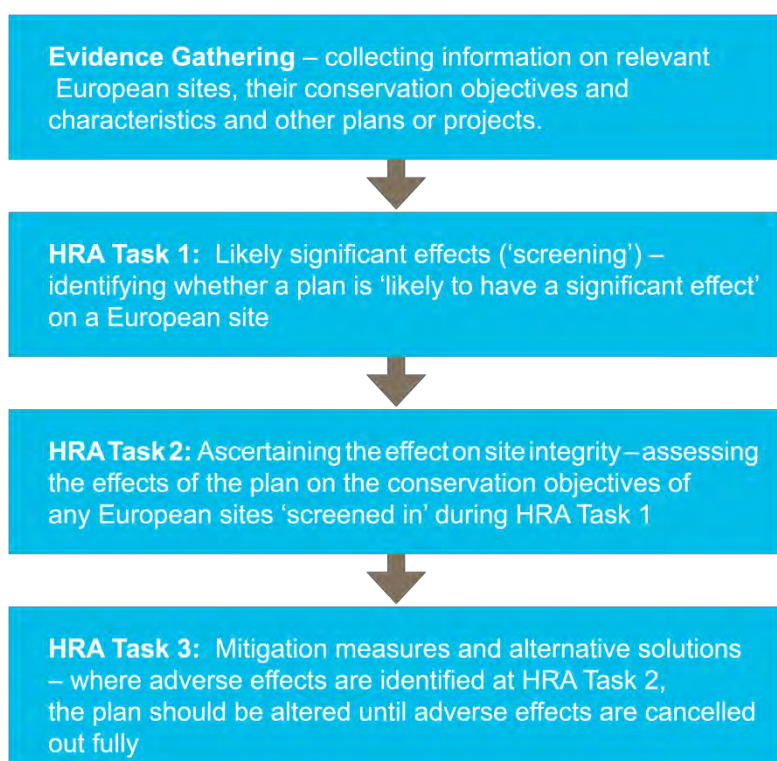 Evidence Gathering – collecting information on relevant
European sites, their conservation objectives and
characteristics and other plans or projects.
HRA Task 1: Likely significant effects (‘screening’) –
identifying whether a plan is ‘likely to have a significant effect’
on a European site
HRA Task 2: Ascertaining the effect on site integrity – assessing
the effects of the plan on the conservation objectives of
any European sites ‘screened in’ during HRA Task 1
HRA Task 3: Mitigation measures and alternative solutions
– where adverse effects are identified at HRA Task 2,
the plan should be altered until adverse effects are cancelled
out fully